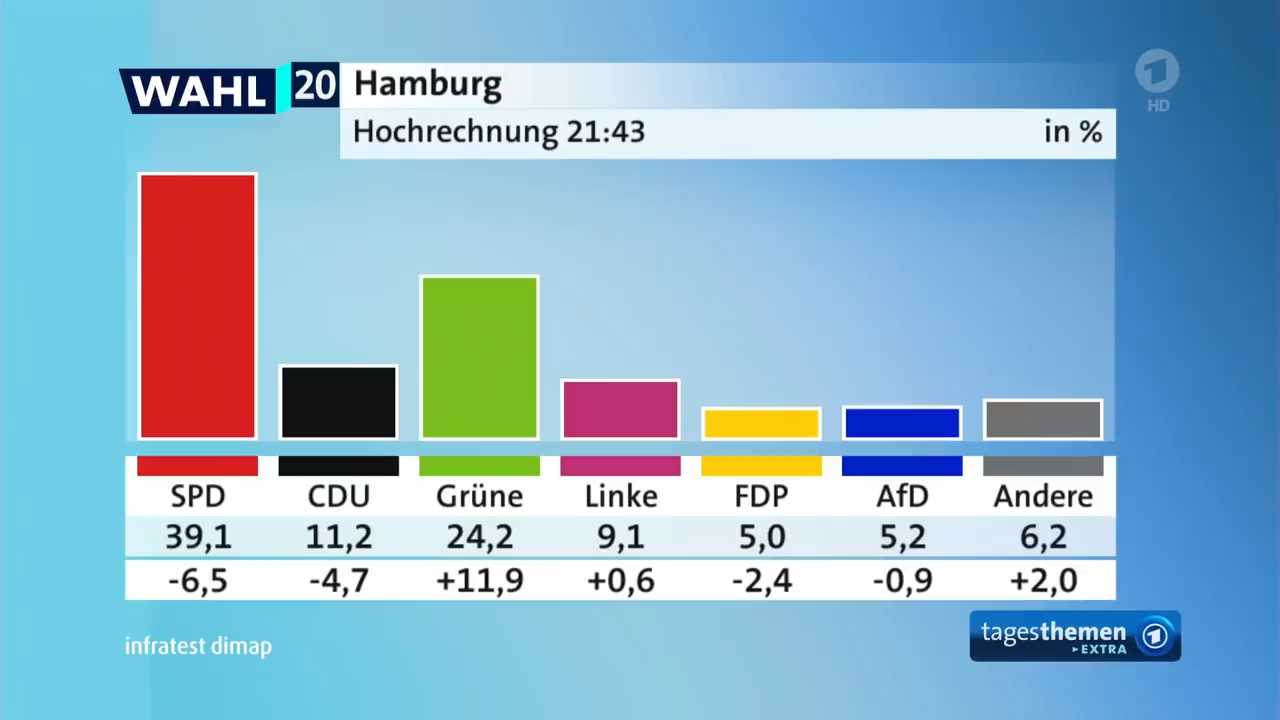 WAHL 20 Hamburg
Hochrechnung 21:43 in %
1 HD
SPD CDU Grüne Linke FDP AfD Andere
39,1 11,2 24,2 9,1 5,0 5,2 6,2
-6,5 -4,7 +11,9 +0,6 -2,4 -0,9 +2,0
infratest dimap
tagesthemen 1
EXTRA